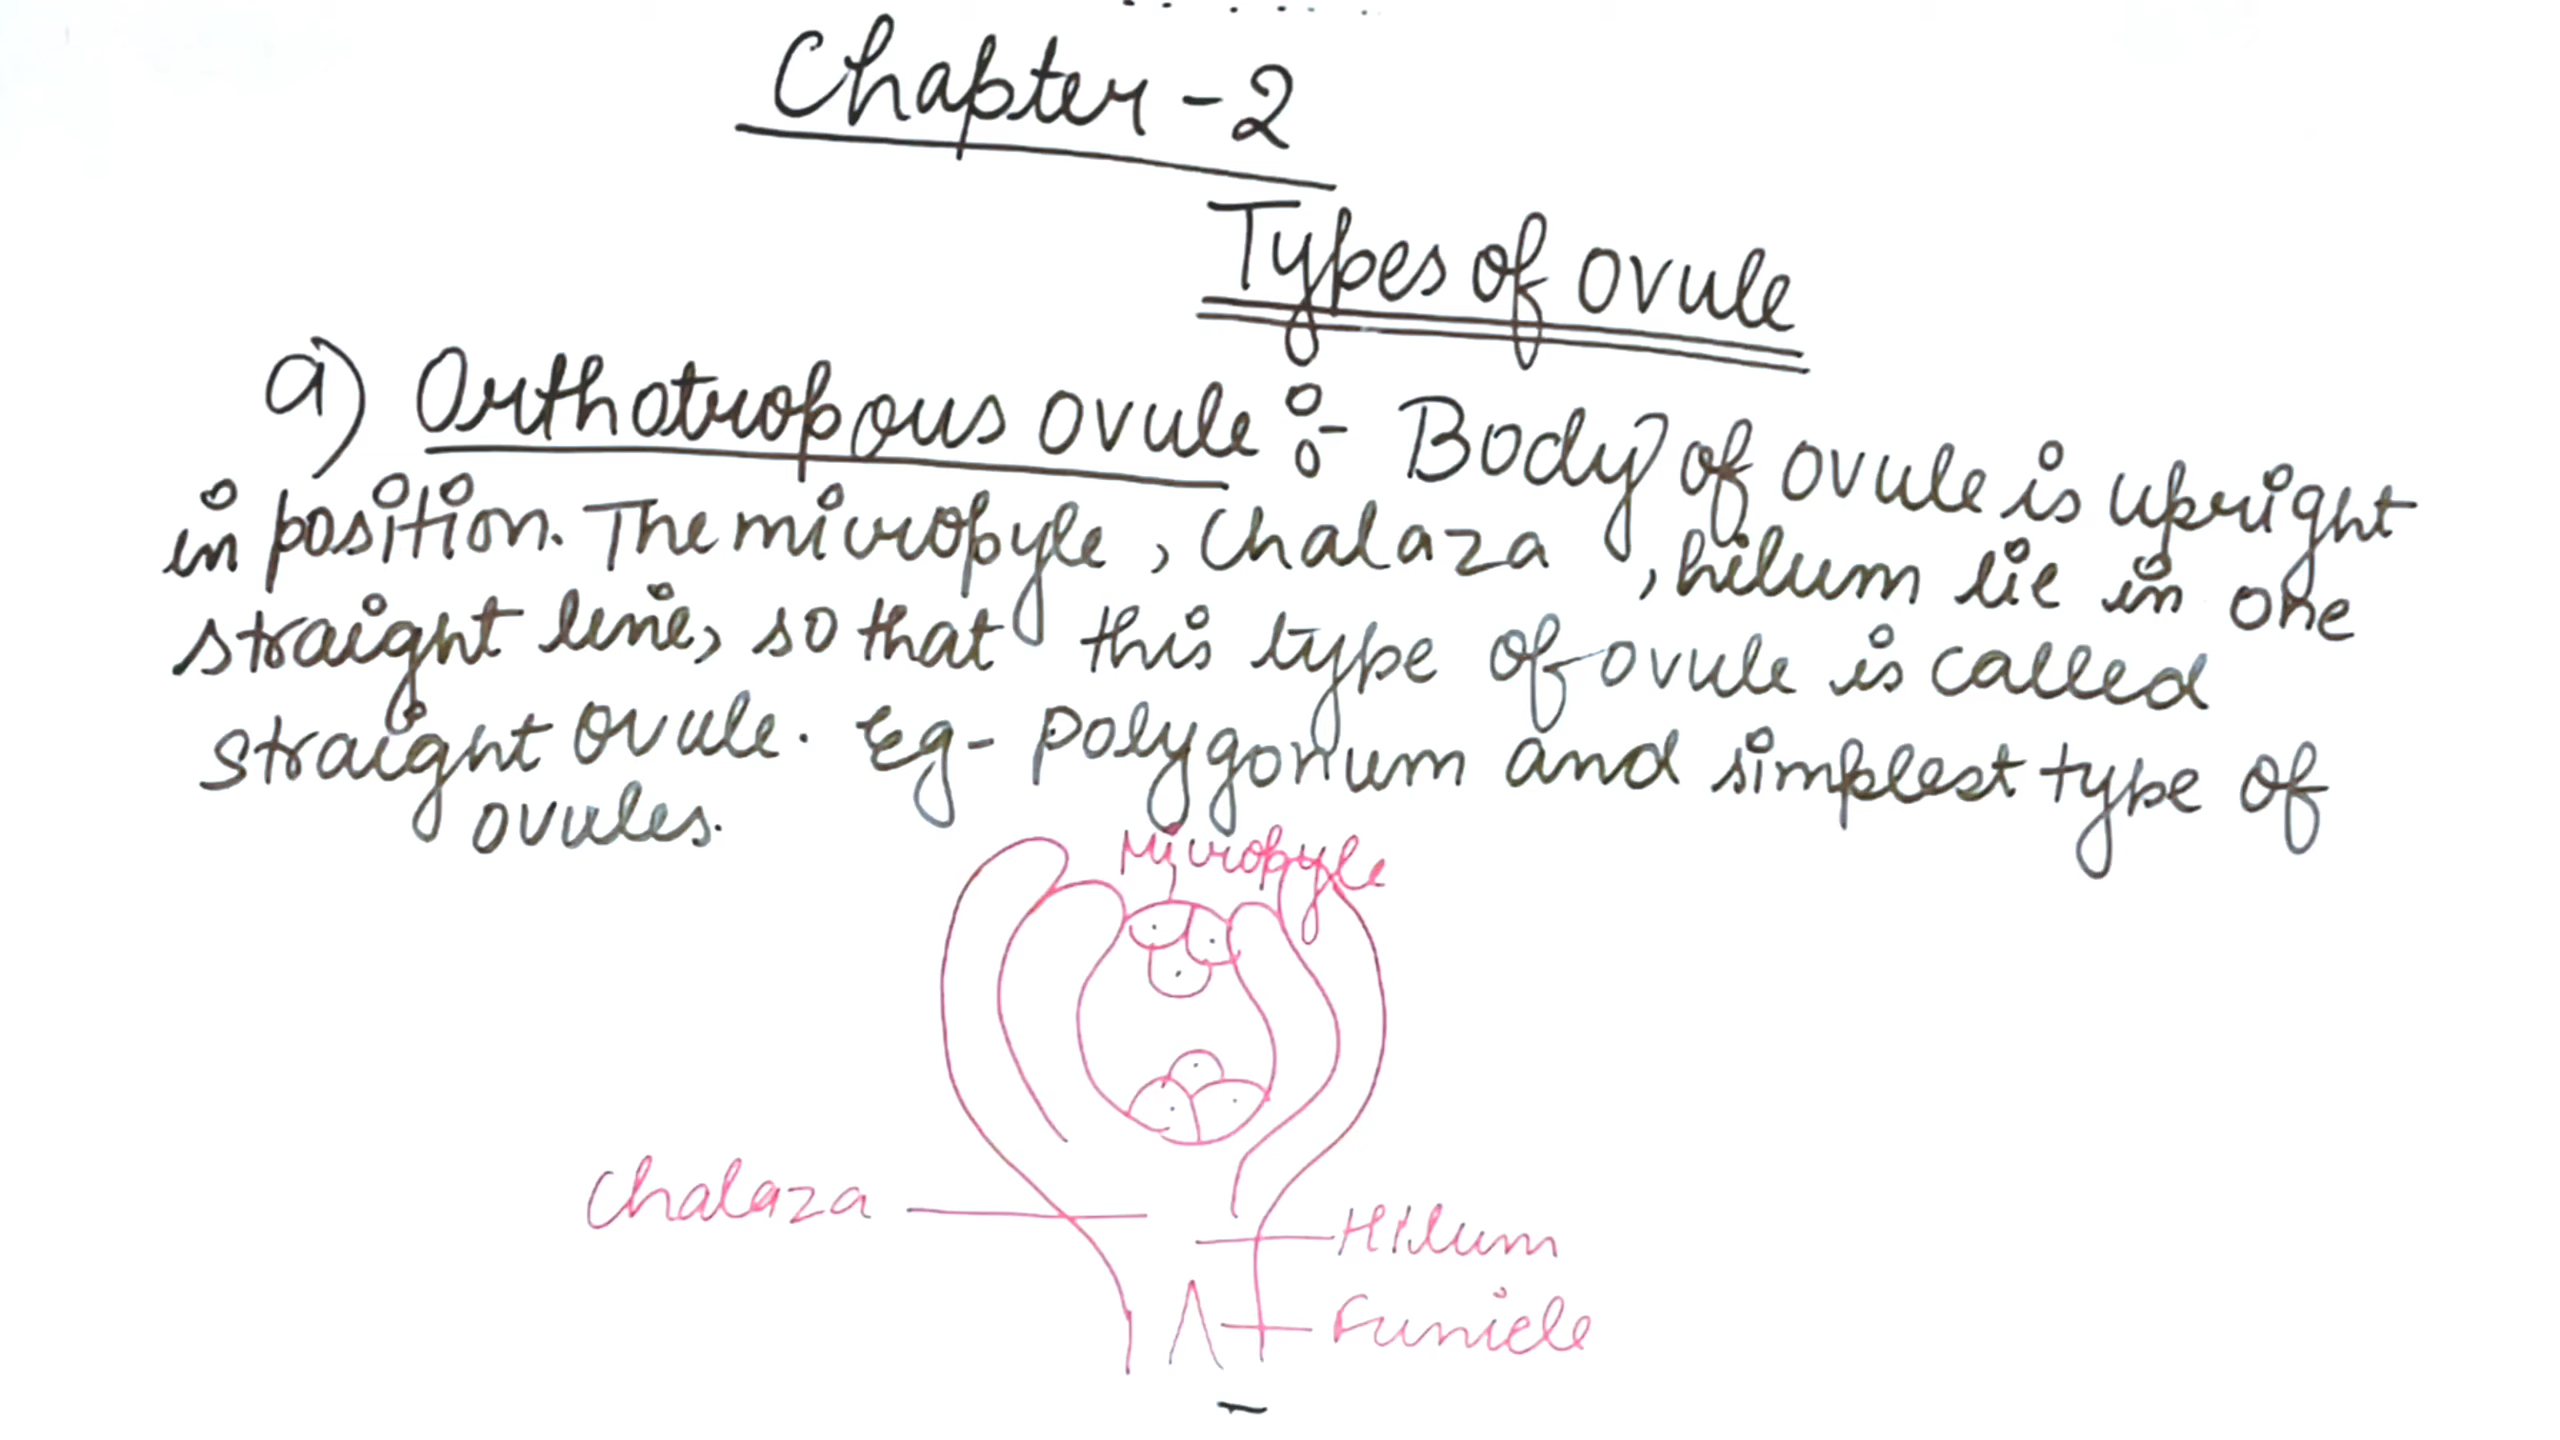 Chapter-2
Types of ovule
a) Orthotropous ovule :- Body of ovule is upright
in position. The micropyle, Chalaza, hilum lie in one
straight line, so that this type of ovule is called
straight ovule. Eg- Polygonum and simplest type of
ovules.
Micropyle
Chalaza
Hilum
Funicle